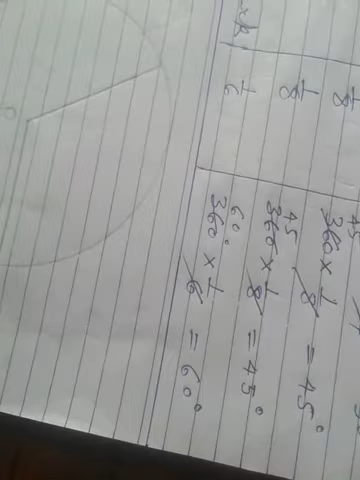 1/8 360 × 1/8 = 45°
45
1/8 360 × 1/8 = 45°
45
1/6 360 × 1/6 = 60°
60°